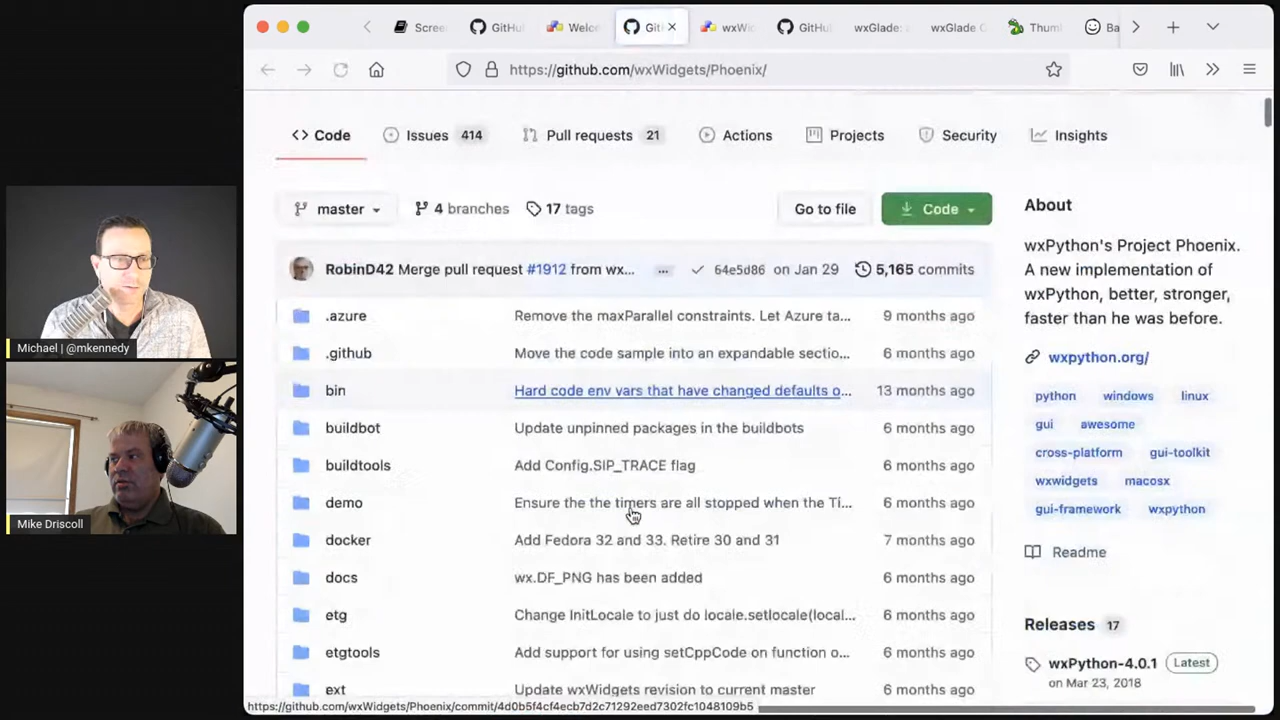 Scree
GitHu
Welco
Git
wxWi
GitHu
wxGlade:
wxGlade C
Thum
Ba
https://github.com/wxWidgets/Phoenix/
Code
Issues 414
Pull requests 21
Actions
Projects
Security
Insights
master
4 branches
17 tags
Go to file
Code
RobinD42 Merge pull request #1912 from wx... ... 64e5d86 on Jan 29 5,165 commits
.azure Remove the maxParallel constraints. Let Azure ta... 9 months ago
.github Move the code sample into an expandable sectio... 6 months ago
bin Hard code env vars that have changed defaults o... 13 months ago
buildbot Update unpinned packages in the buildbots 6 months ago
buildtools Add Config.SIP_TRACE flag 6 months ago
demo Ensure the the timers are all stopped when the Ti... 6 months ago
docker Add Fedora 32 and 33. Retire 30 and 31 7 months ago
docs wx.DF_PNG has been added 6 months ago
etg Change InitLocale to just do locale.setlocale(local... 6 months ago
etgtools Add support for using setCppCode on function o... 6 months ago
ext Update wxWidgets revision to current master 6 months ago
About
wxPython's Project Phoenix.
A new implementation of
wxPython, better, stronger,
faster than he was before.
wxpython.org/
python windows linux
gui awesome
cross-platform gui-toolkit
wxwidgets macosx
gui-framework wxpython
Readme
Releases 17
wxPython-4.0.1 Latest
on Mar 23, 2018
https://github.com/wxWidgets/Phoenix/commit/4d0b5f4cf4ecb7d2c71292eed7302fc1048109b5
Michael | @mkennedy
Mike Driscoll